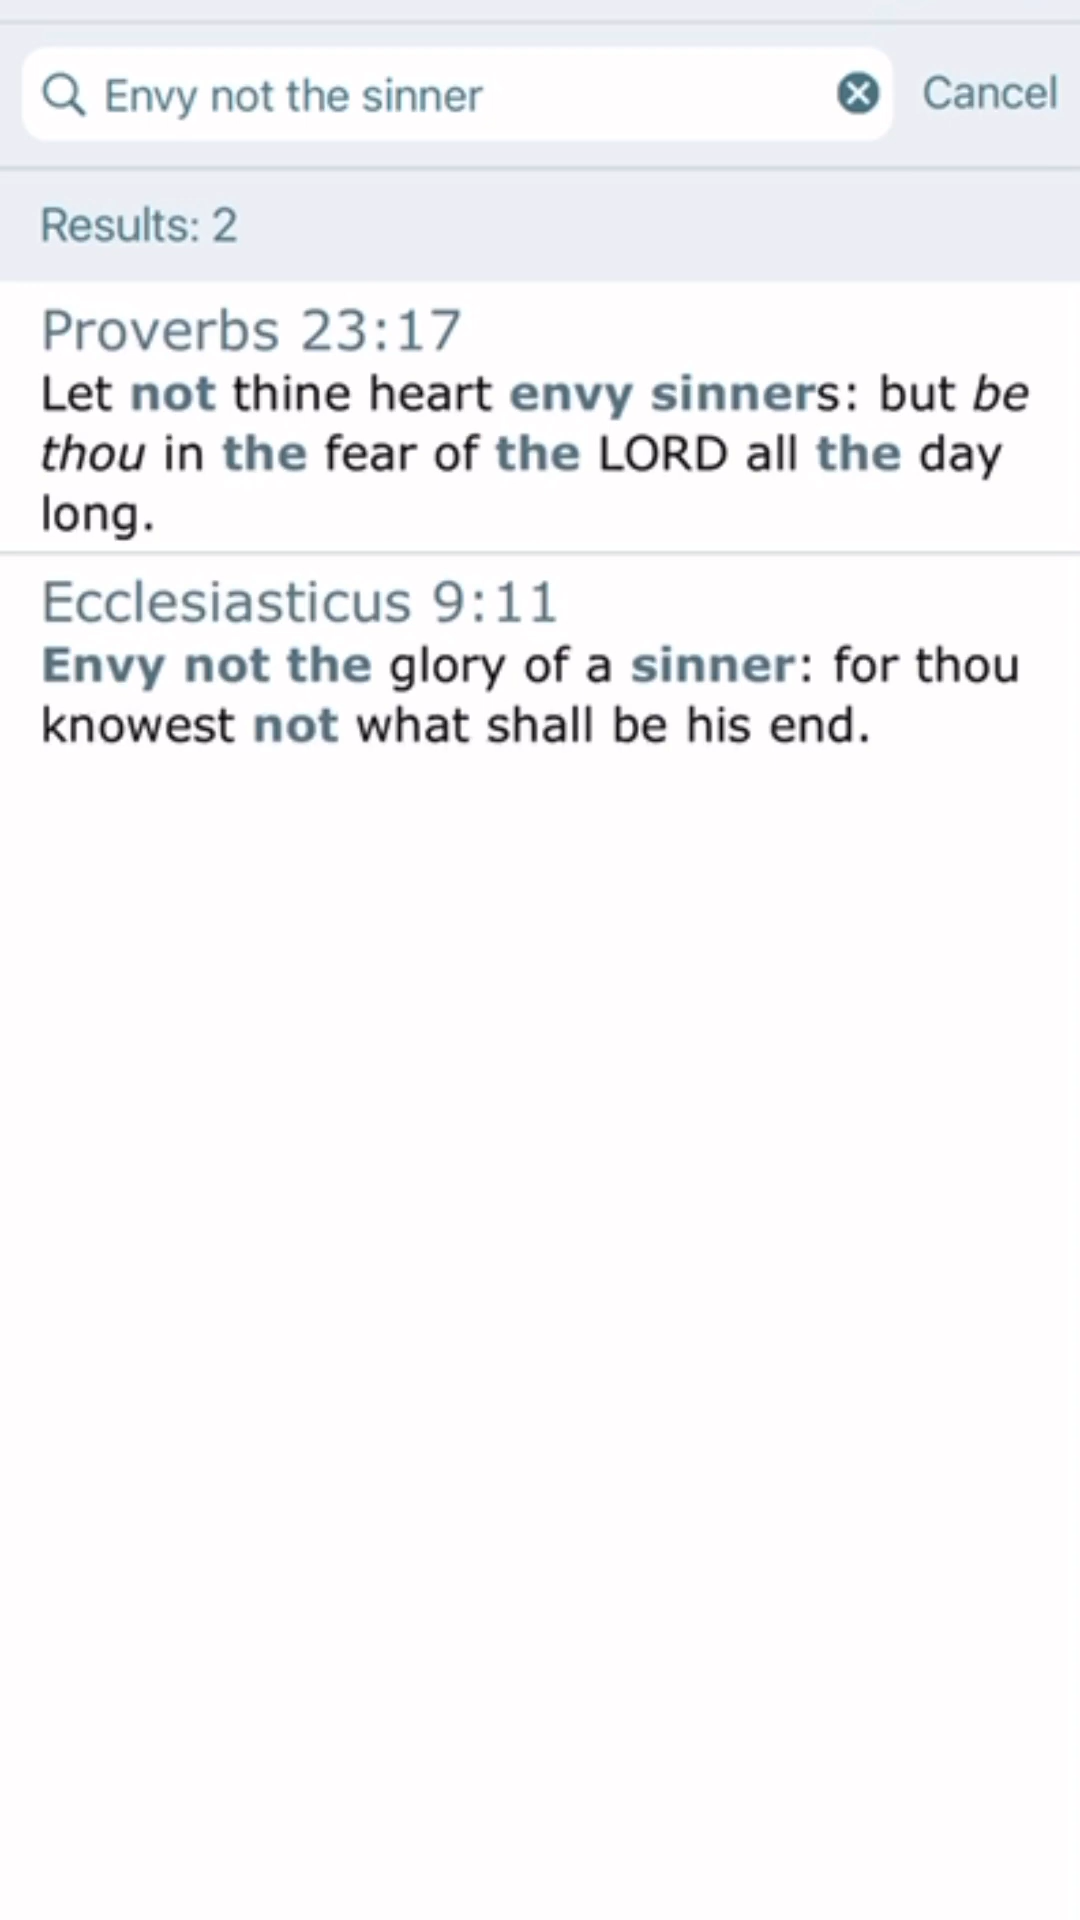 Envy not the sinner
Cancel
Results: 2
Proverbs 23:17
Let not thine heart envy sinners: but be
thou in the fear of the LORD all the day
long.
Ecclesiasticus 9:11
Envy not the glory of a sinner: for thou
knowest not what shall be his end.